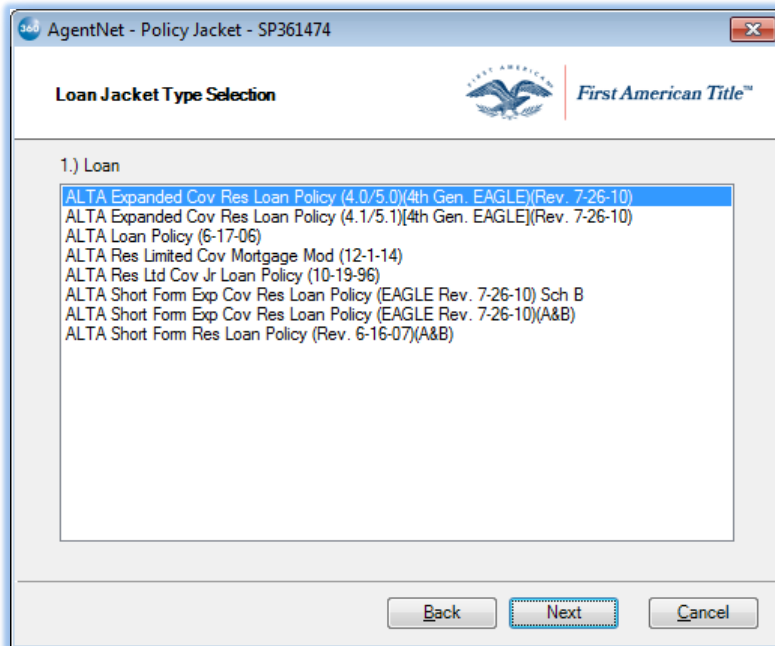 360 AgentNet - Policy Jacket - SP361474
Loan Jacket Type Selection
FIRST AMERICAN
First American Title™
1.) Loan
ALTA Expanded Cov Res Loan Policy (4.0/5.0)(4th Gen. EAGLE)(Rev. 7-26-10)
ALTA Expanded Cov Res Loan Policy (4.1/5.1)[4th Gen. EAGLE](Rev. 7-26-10)
ALTA Loan Policy (6-17-06)
ALTA Res Limited Cov Mortgage Mod (12-1-14)
ALTA Res Ltd Cov Jr Loan Policy (10-19-96)
ALTA Short Form Exp Cov Res Loan Policy (EAGLE Rev. 7-26-10) Sch B
ALTA Short Form Exp Cov Res Loan Policy (EAGLE Rev. 7-26-10)(A&B)
ALTA Short Form Res Loan Policy (Rev. 6-16-07)(A&B)
Back Next Cancel